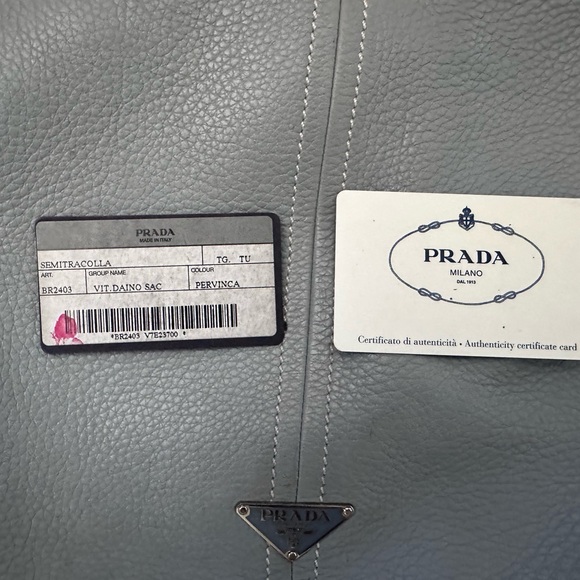 PRADA
MADE IN ITALY
SEMITRACOLLA TG. TU
ART. GROUP NAME COLOUR
BR2403 VIT.DAINO SAC PERVINCA
*BR2403 V7E23700 *
PRADA
MILANO
DAL 1913
Certificato di autenticità • Authenticity certificate card
PRADA